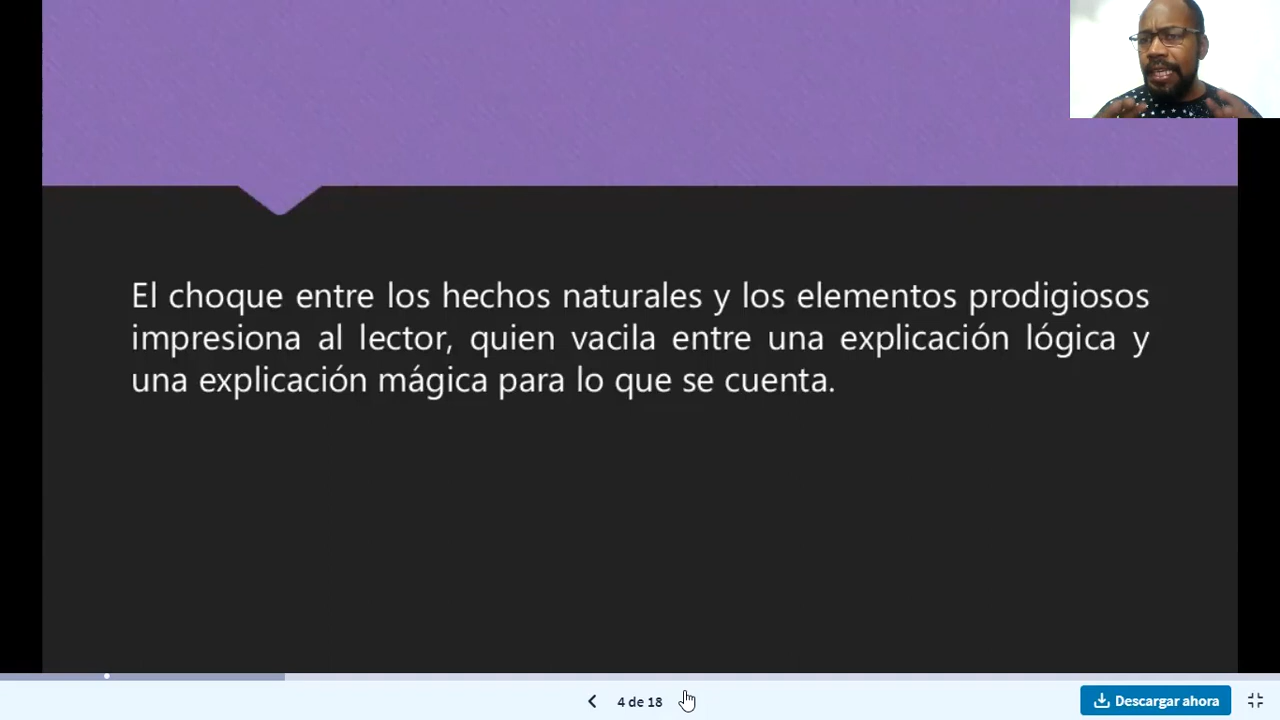 El choque entre los hechos naturales y los elementos prodigiosos
impresiona al lector, quien vacila entre una explicación lógica y
una explicación mágica para lo que se cuenta.
4 de 18
Descargar ahora